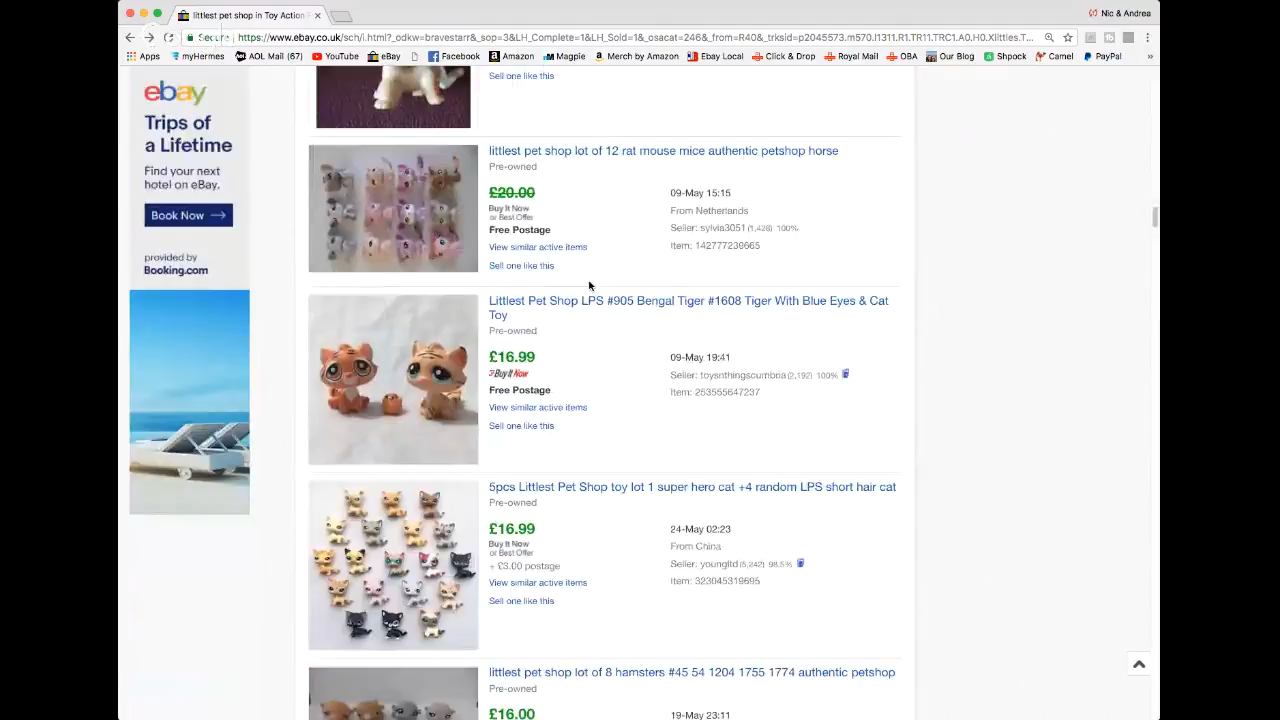 littlest pet shop in Toy Action
Nic & Andrea
Secure https://www.ebay.co.uk/sch/i.html?_odkw=bravestarr&_sop=3&LH_Complete=1&LH_Sold=1&_osacat=246&_from=R40&_trksid=p2045573.m570.l1311.R1.TR11.TRC1.A0.H0.Xlittles.T...
Apps myHermes AOL Mail (67) YouTube eBay Facebook Amazon Magpie Merch by Amazon Ebay Local Click & Drop Royal Mail OBA Our Blog Shpock Camel PayPal »
Sell one like this
ebay
Trips of
a Lifetime
Find your next
hotel on eBay.
Book Now
provided by
Booking.com
littlest pet shop lot of 12 rat mouse mice authentic petshop horse
Pre-owned
£20.00
Buy It Now
or Best Offer
Free Postage
View similar active items
Sell one like this
09-May 15:15
From Netherlands
Seller: sylvia3051 (1,426) 100%
Item: 142777239665
Littlest Pet Shop LPS #905 Bengal Tiger #1608 Tiger With Blue Eyes & Cat
Toy
Pre-owned
£16.99
Buy It Now
Free Postage
View similar active items
Sell one like this
09-May 19:41
Seller: toysnthingscumbria (2,192) 100%
Item: 253555647237
5pcs Littlest Pet Shop toy lot 1 super hero cat +4 random LPS short hair cat
Pre-owned
£16.99
Buy It Now
or Best Offer
+ £3.00 postage
View similar active items
Sell one like this
24-May 02:23
From China
Seller: youngltd (5,242) 98.5%
Item: 323045319695
littlest pet shop lot of 8 hamsters #45 54 1204 1755 1774 authentic petshop
Pre-owned
£16.00
19-May 23:11